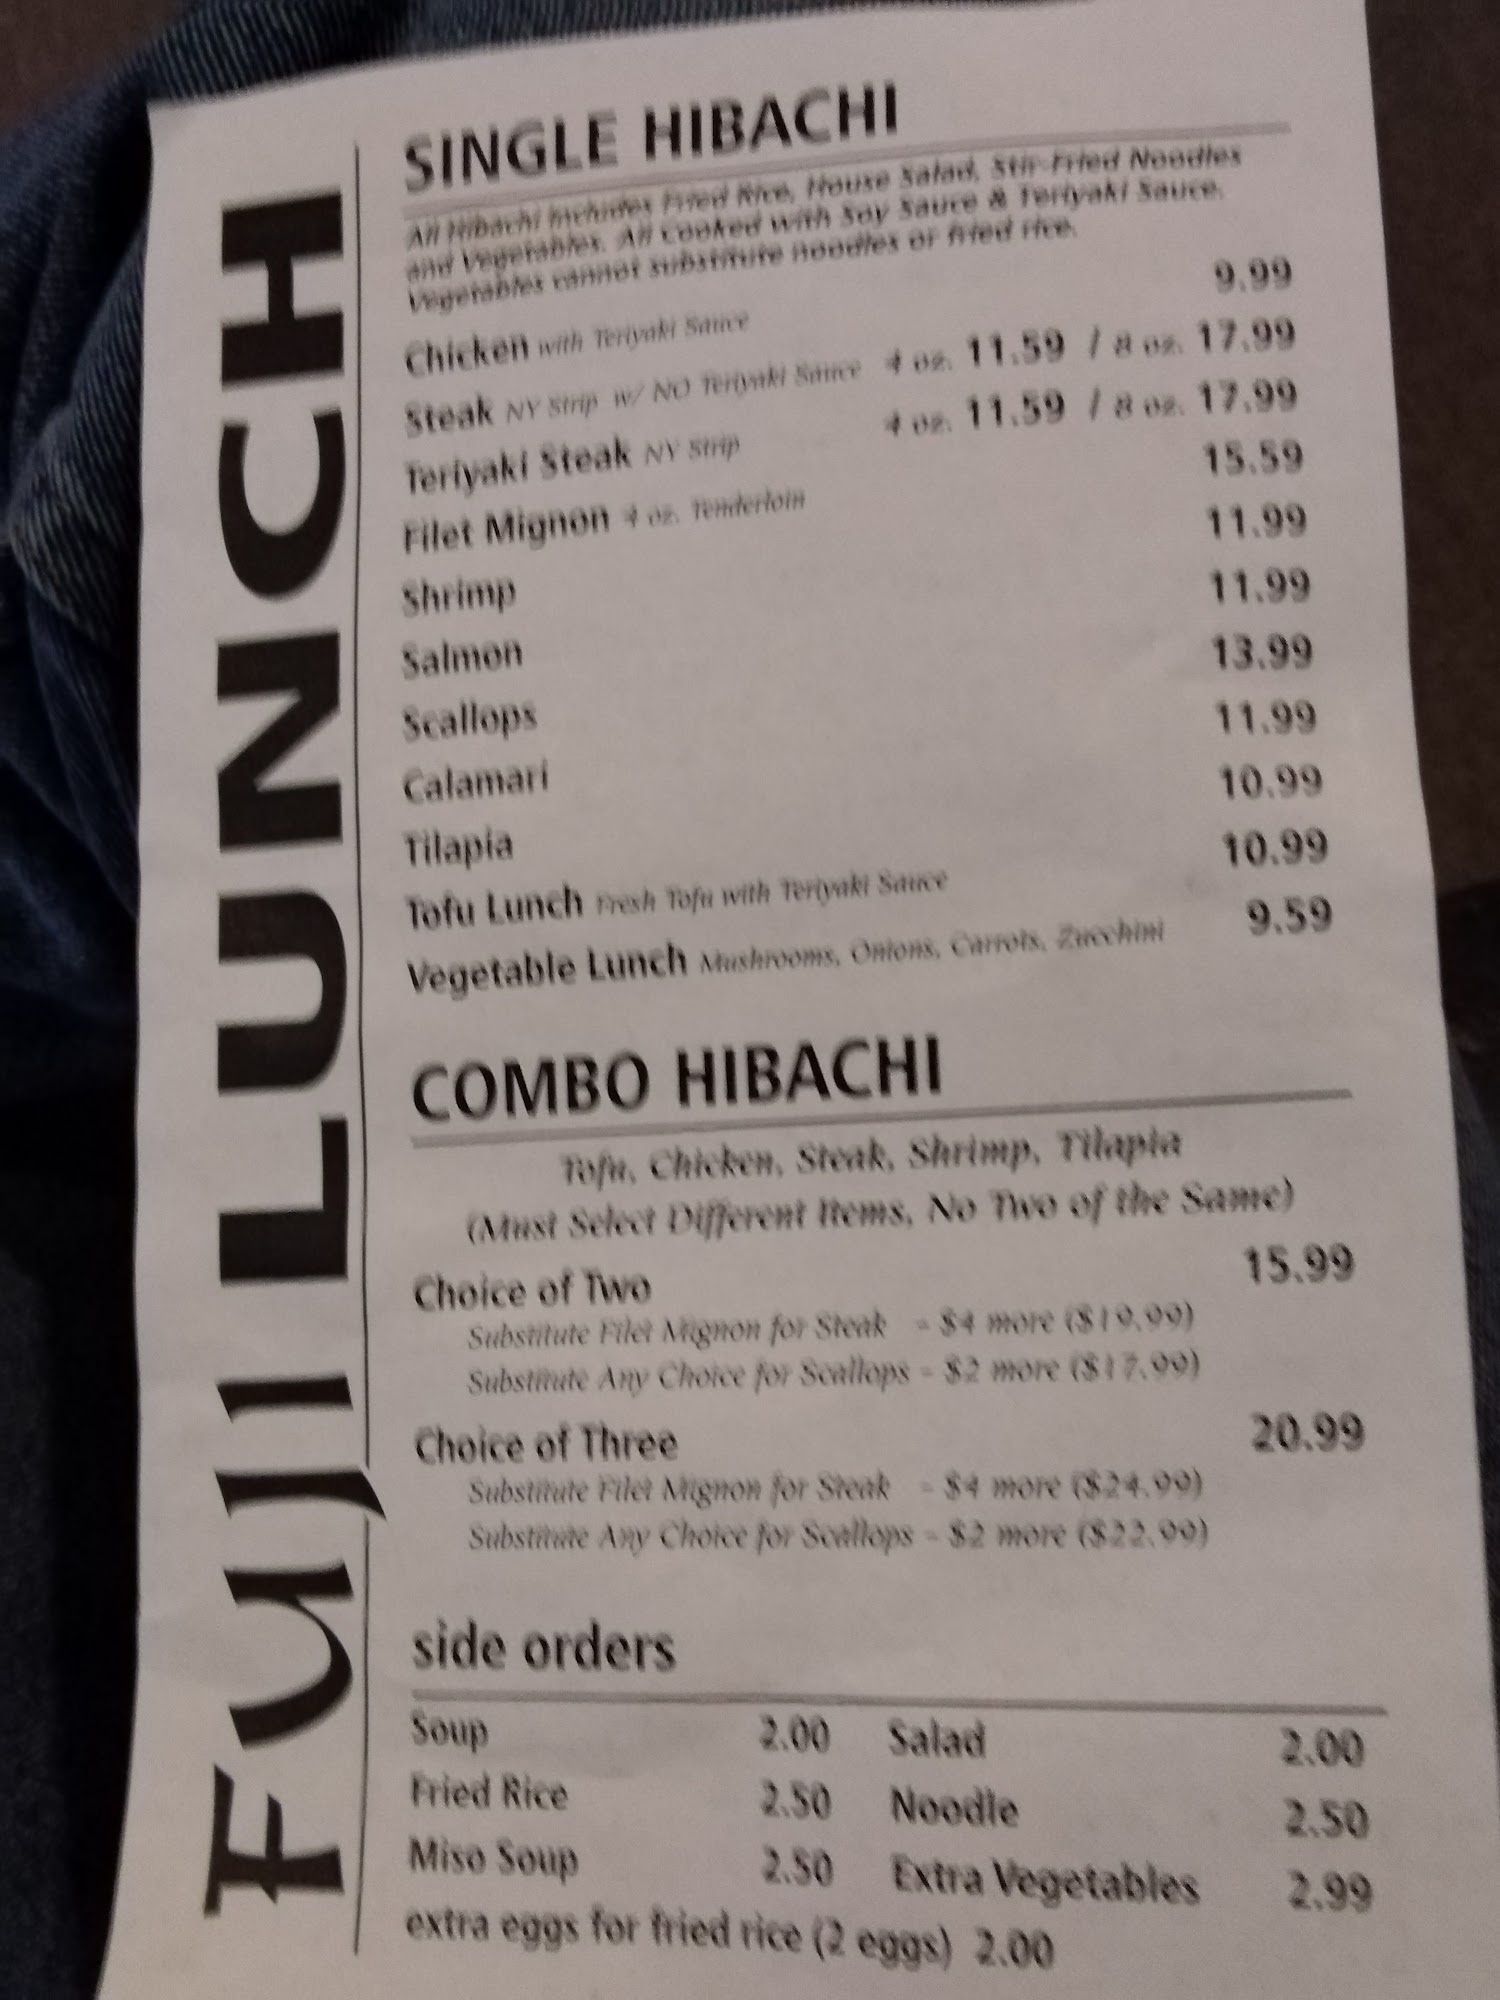 Fuji LUNCH
SINGLE HIBACHI
All Hibachi includes Fried Rice, House Salad, Stir-Fried Noodles
and Vegetables. All Cooked with Soy Sauce & Teriyaki Sauce.
Vegetables cannot substitute noodles or fried rice.
Chicken with Teriyaki Sauce 9.99
Steak NY Strip w/ NO Teriyaki Sauce 4 oz. 11.59 / 8 oz. 17.99
Teriyaki Steak NY Strip 4 oz. 11.59 / 8 oz. 17.99
Filet Mignon 4 oz. Tenderloin 15.59
Shrimp 11.99
Salmon 11.99
Scallops 13.99
Calamari 11.99
Tilapia 10.99
Tofu Lunch Fresh Tofu with Teriyaki Sauce 10.99
Vegetable Lunch Mushrooms, Onions, Carrots, Zucchini 9.59
COMBO HIBACHI
Tofu, Chicken, Steak, Shrimp, Tilapia
(Must Select Different Items, No Two of the Same)
Choice of Two 15.99
Substitute Filet Mignon for Steak - $4 more ($19.99)
Substitute Any Choice for Scallops - $2 more ($17.99)
Choice of Three 20.99
Substitute Filet Mignon for Steak - $4 more ($24.99)
Substitute Any Choice for Scallops - $2 more ($22.99)
side orders
Soup 2.00 Salad 2.00
Fried Rice 2.50 Noodle 2.50
Miso Soup 2.50 Extra Vegetables 2.99
extra eggs for fried rice (2 eggs) 2.00